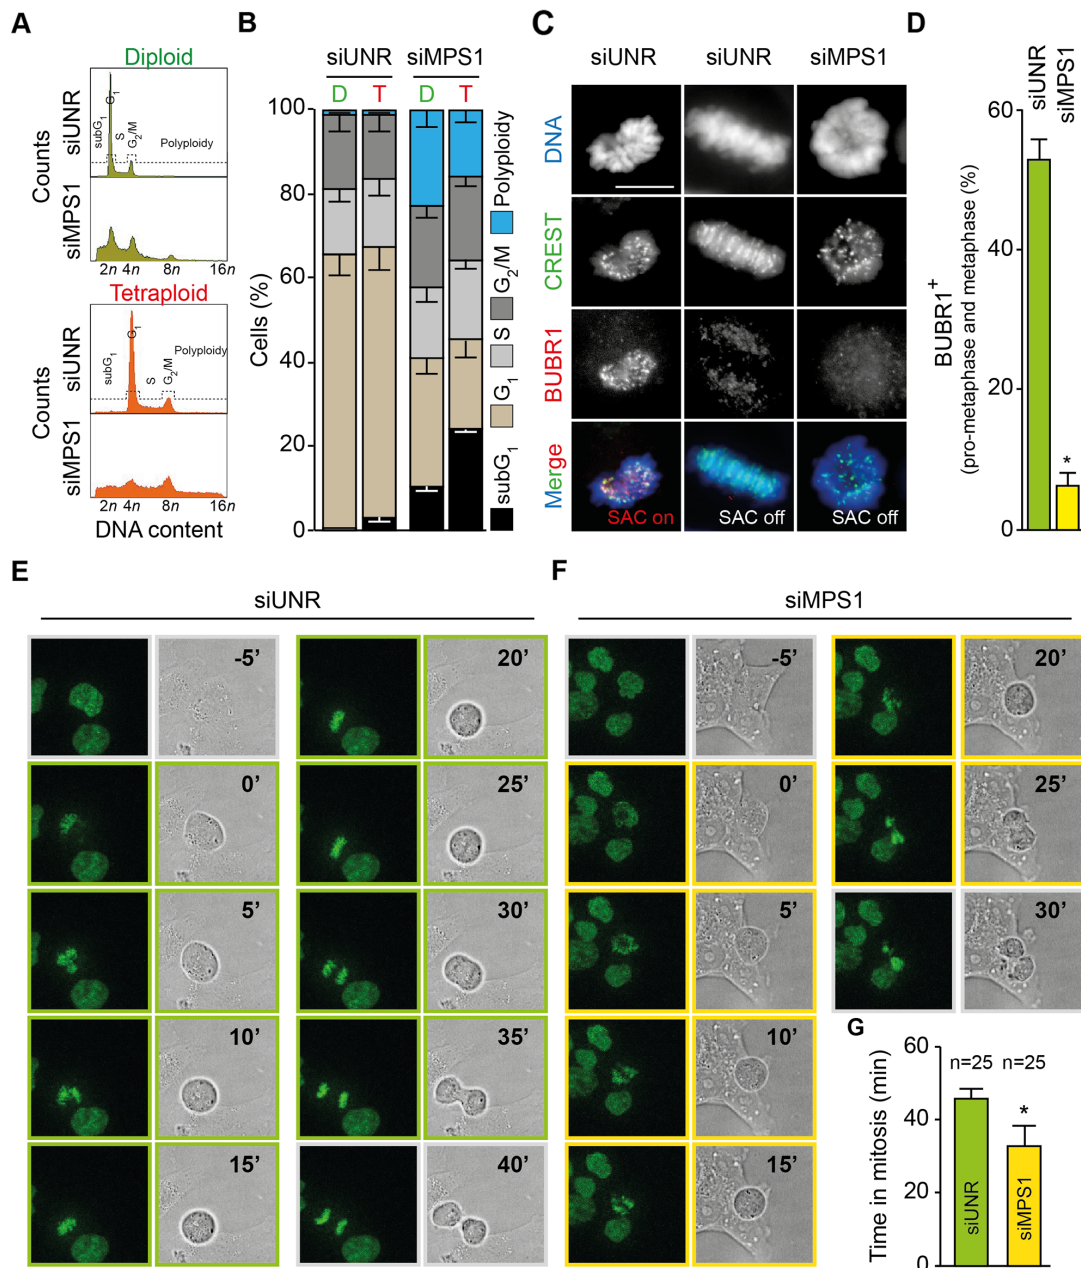 A
Diploid
siUNR
siMPS1
Counts
subG1
G1
S
G2/M
Polyploidy
2n 4n 8n 16n
Tetraploid
siUNR
siMPS1
Counts
subG1
G1
S
G2/M
Polyploidy
2n 4n 8n 16n
DNA content
B
siUNR siMPS1
D T D T
100
80
60
40
20
0
Cells (%)
Polyploidy
G2/M
S
G1
subG1
C
siUNR siUNR siMPS1
DNA
CREST
BUBR1
Merge
SAC on SAC off SAC off
D
siUNR
siMPS1
60
40
20
0
BUBR1+
(pro-metaphase and metaphase (%)
*
E
siUNR
-5’ 20’
0’ 25’
5’ 30’
10’ 35’
15’ 40’
F
siMPS1
-5’ 20’
0’ 25’
5’ 30’
10’
15’
G
60
40
20
0
Time in mitosis (min)
n=25 n=25
*
siUNR
siMPS1